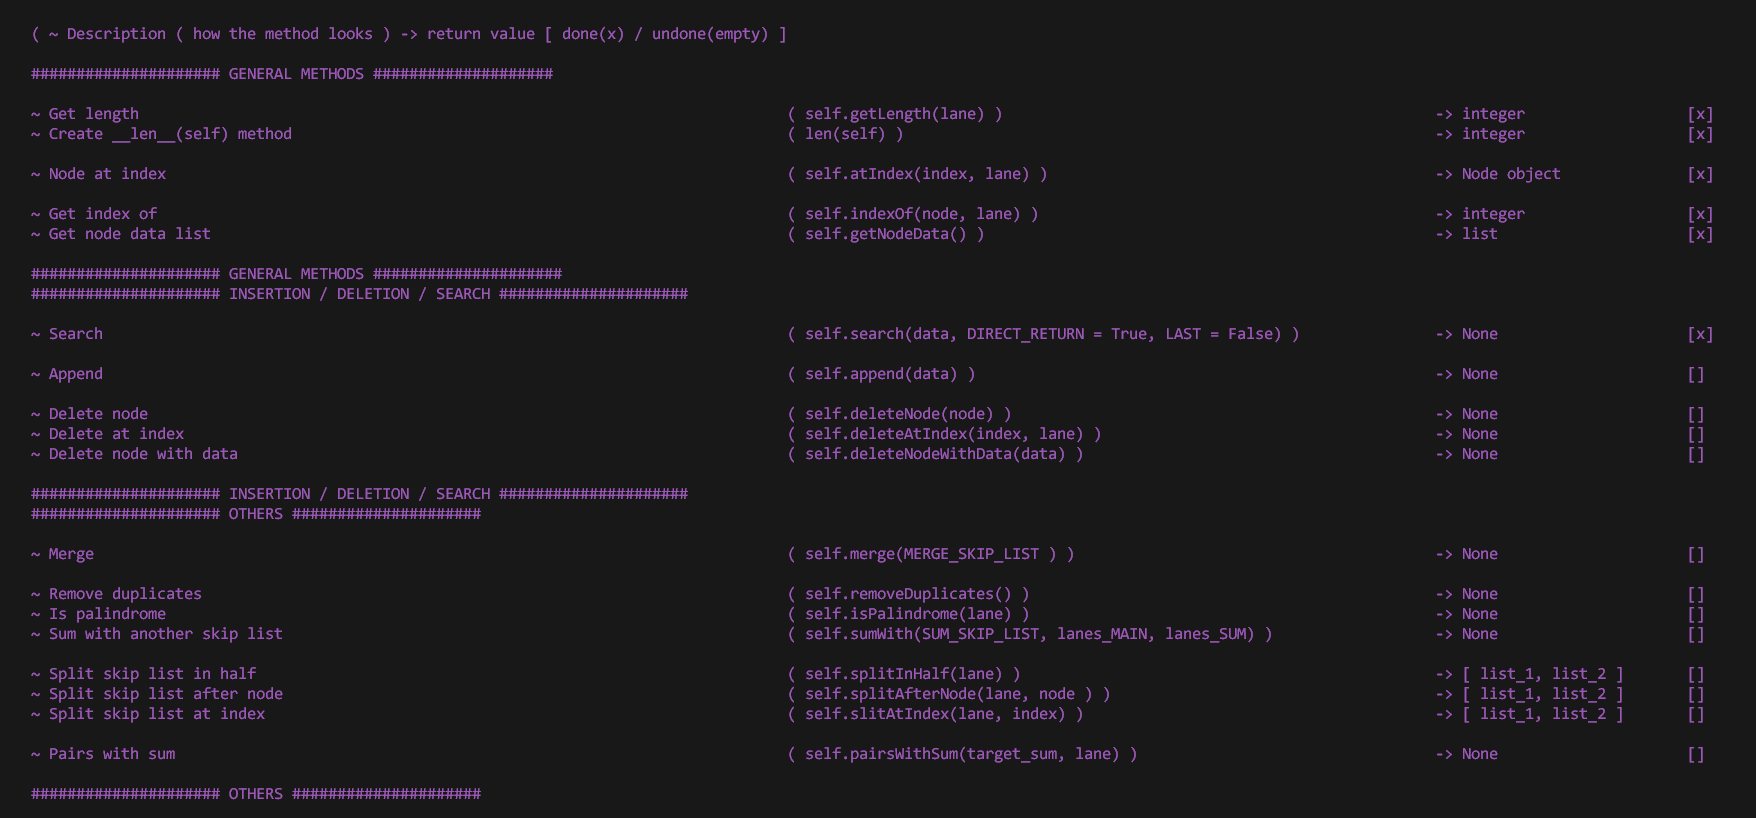 ( ~ Description ( how the method looks ) -> return value [ done(x) / undone(empty) ]
##################### GENERAL METHODS ####################
~ Get length ( self.getLength(lane) ) -> integer [x]
~ Create __len__(self) method ( len(self) ) -> integer [x]
~ Node at index ( self.atIndex(index, lane) ) -> Node object [x]
~ Get index of ( self.indexOf(node, lane) ) -> integer [x]
~ Get node data list ( self.getNodeData() ) -> list [x]
##################### GENERAL METHODS #####################
##################### INSERTION / DELETION / SEARCH #####################
~ Search ( self.search(data, DIRECT_RETURN = True, LAST = False) ) -> None [x]
~ Append ( self.append(data) ) -> None []
~ Delete node ( self.deleteNode(node) ) -> None []
~ Delete at index ( self.deleteAtIndex(index, lane) ) -> None []
~ Delete node with data ( self.deleteNodeWithData(data) ) -> None []
##################### INSERTION / DELETION / SEARCH #####################
##################### OTHERS #####################
~ Merge ( self.merge(MERGE_SKIP_LIST ) ) -> None []
~ Remove duplicates ( self.removeDuplicates() ) -> None []
~ Is palindrome ( self.isPalindrome(lane) ) -> None []
~ Sum with another skip list ( self.sumWith(SUM_SKIP_LIST, lanes_MAIN, lanes_SUM) ) -> None []
~ Split skip list in half ( self.splitInHalf(lane) ) -> [ list_1, list_2 ] []
~ Split skip list after node ( self.splitAfterNode(lane, node ) ) -> [ list_1, list_2 ] []
~ Split skip list at index ( self.slitAtIndex(lane, index) ) -> [ list_1, list_2 ] []
~ Pairs with sum ( self.pairsWithSum(target_sum, lane) ) -> None []
##################### OTHERS #####################